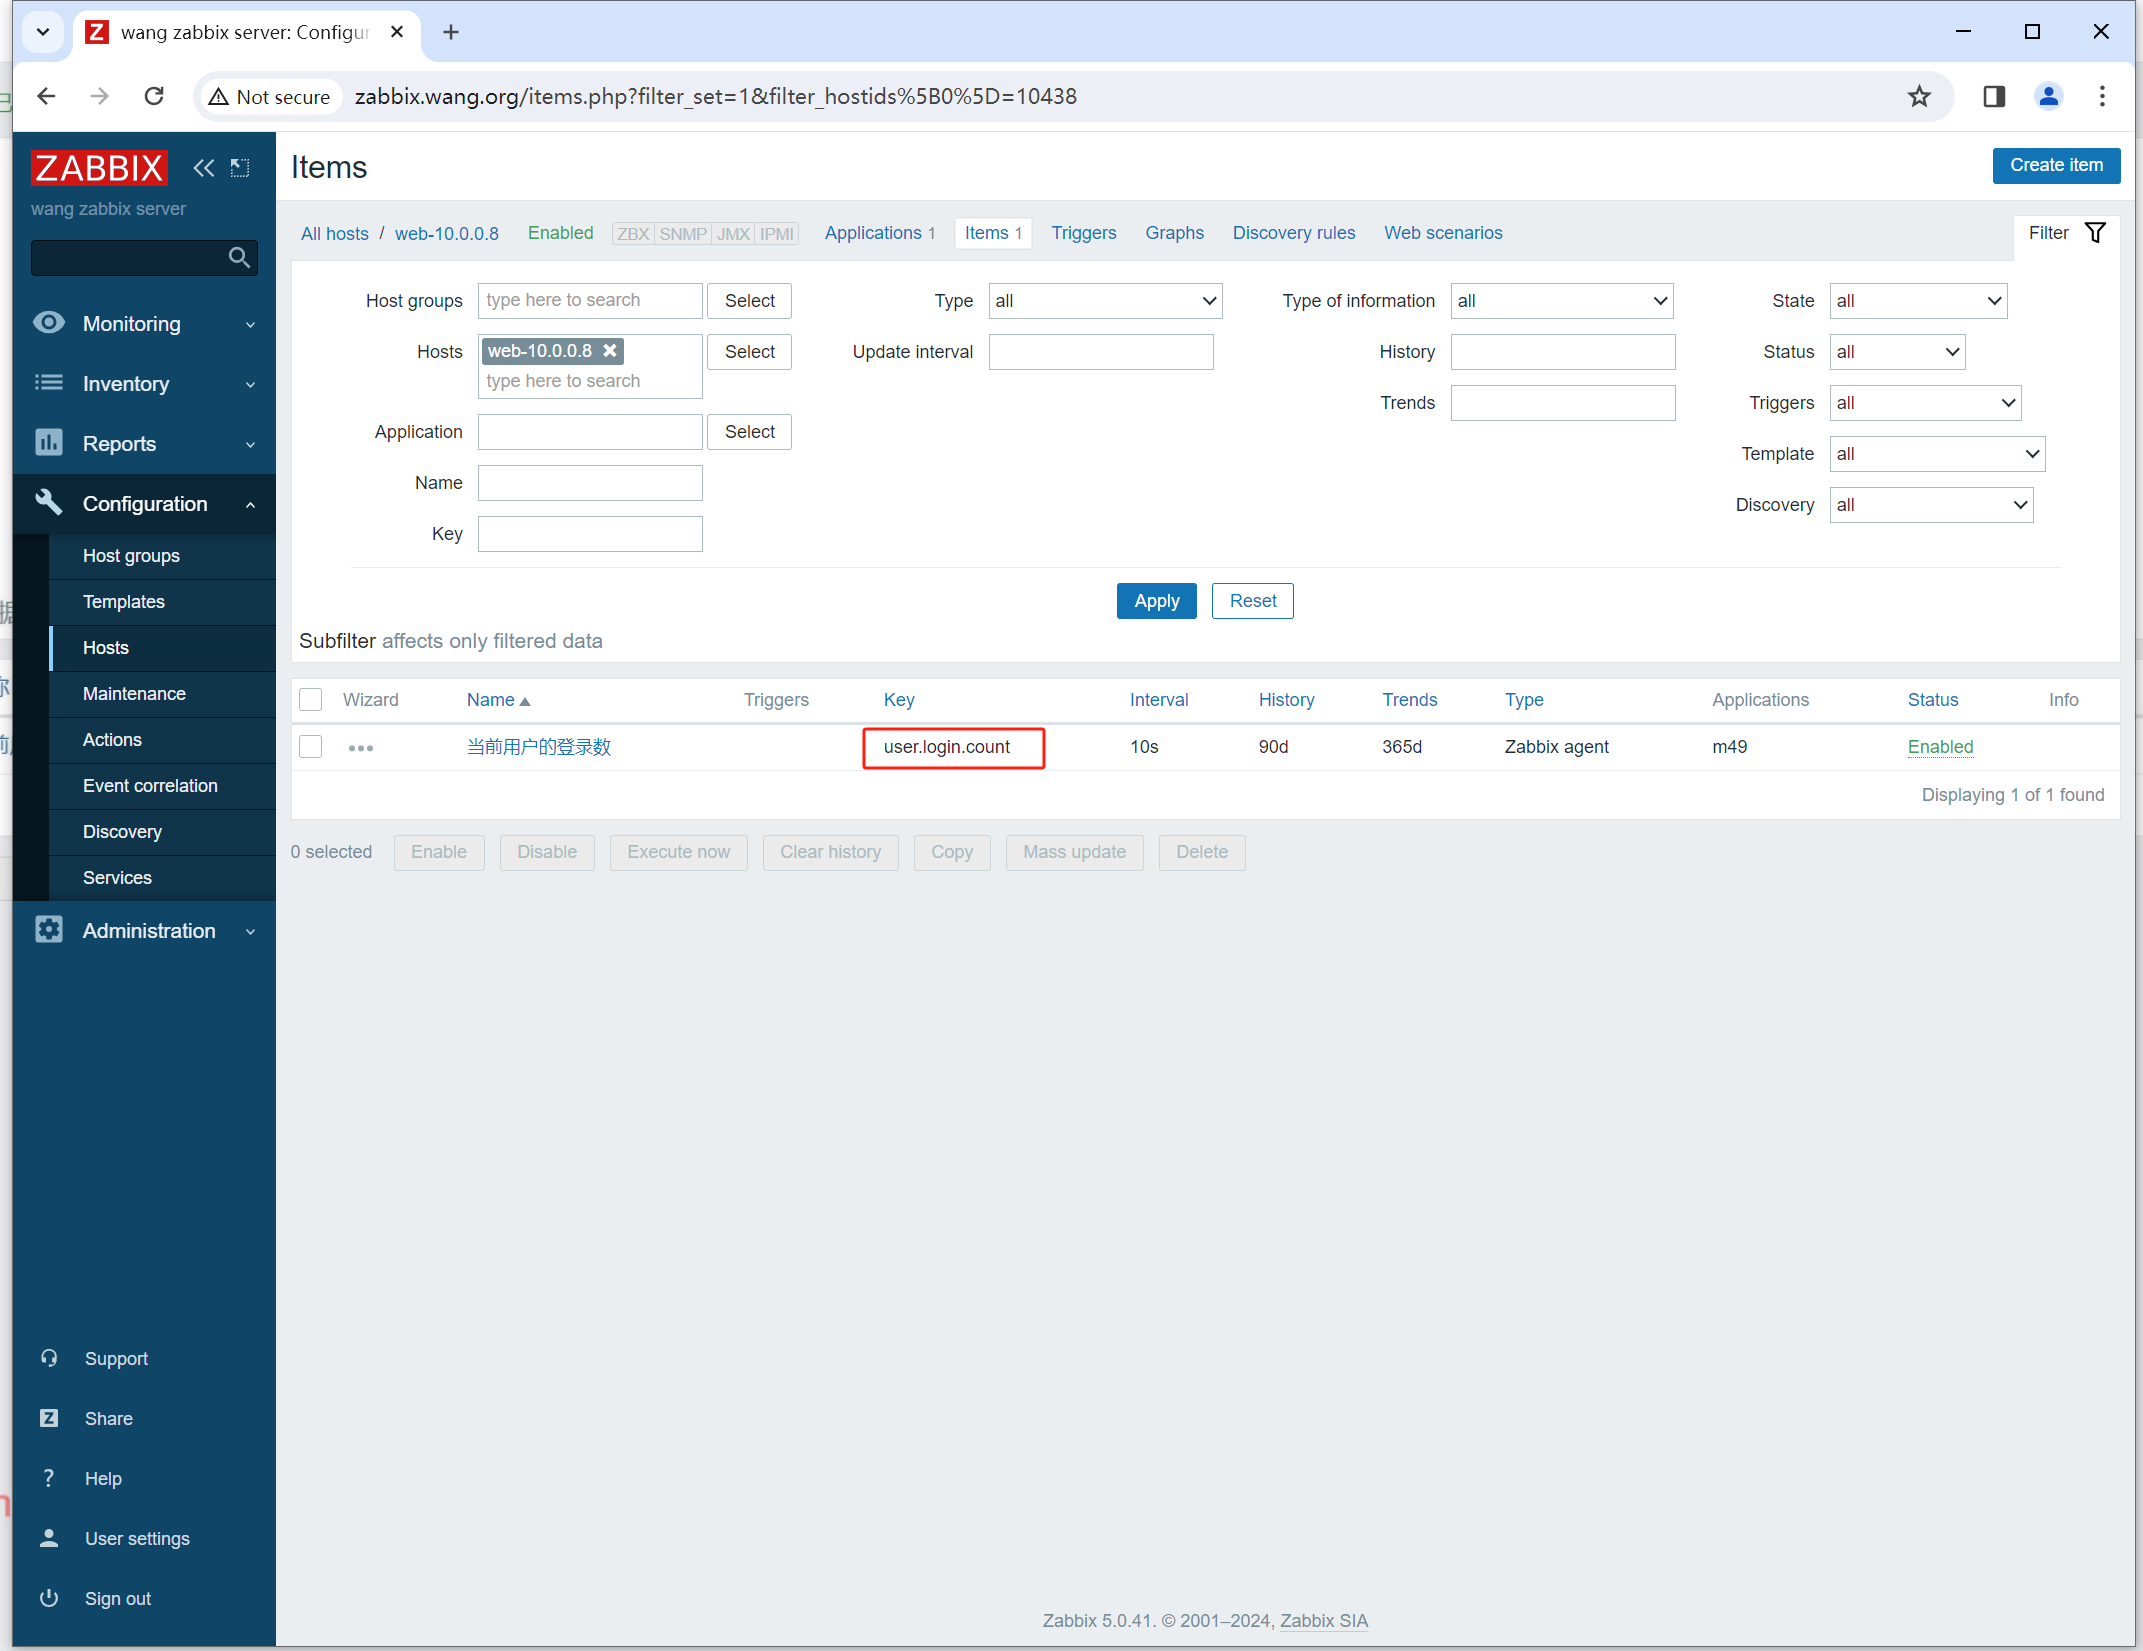 wang zabbix server: Configur
Not secure
zabbix.wang.org/items.php?filter_set=1&filter_hostids%5B0%5D=10438
ZABBIX
wang zabbix server
Monitoring
Inventory
Reports
Configuration
Host groups
Templates
Hosts
Maintenance
Actions
Event correlation
Discovery
Services
Administration
Support
Share
Help
User settings
Sign out
Items
Create item
All hosts / web-10.0.0.8 Enabled ZBX SNMP JMX IPMI Applications 1 Items 1 Triggers Graphs Discovery rules Web scenarios Filter
Host groups type here to search Select Type all Type of information all State all
Hosts web-10.0.0.8 Select Update interval History Status all
type here to search
Trends Triggers all
Application Select
Template all
Name
Discovery all
Key
Apply Reset
Subfilter affects only filtered data
Wizard Name Triggers Key Interval History Trends Type Applications Status Info
当前用户的登录数 user.login.count 10s 90d 365d Zabbix agent m49 Enabled
Displaying 1 of 1 found
0 selected Enable Disable Execute now Clear history Copy Mass update Delete
Zabbix 5.0.41. © 2001–2024, Zabbix SIA